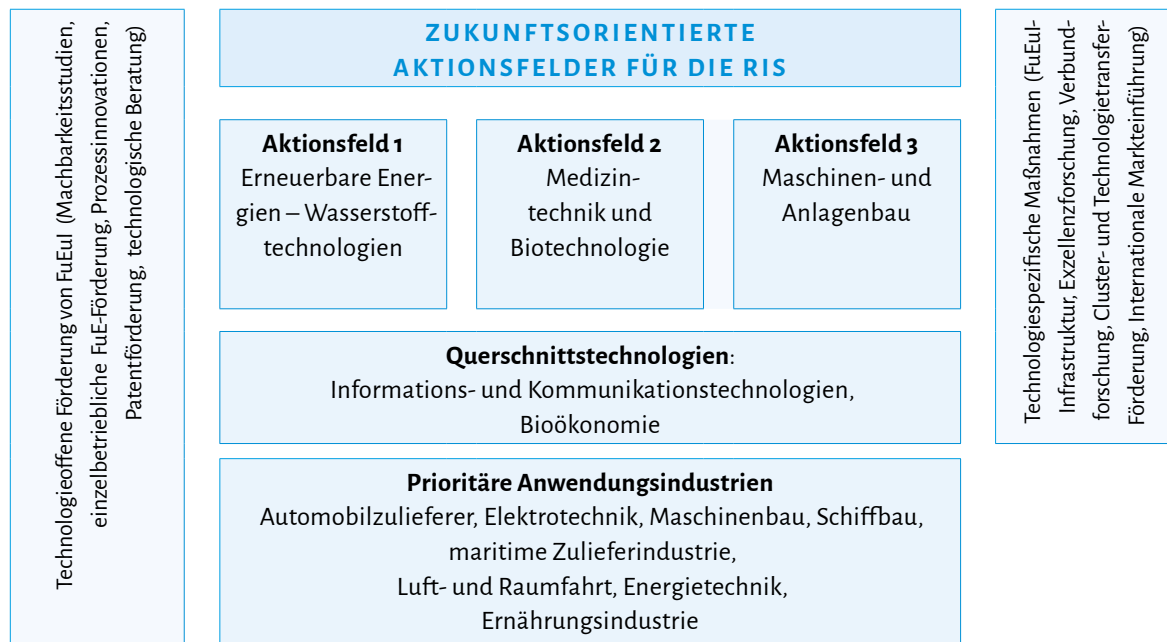 Technologieoffene Förderung von FuEuI (Machbarkeitsstudien,
einzelbetriebliche FuE-Förderung, Prozessinnovationen,
Patentförderung, technologische Beratung)
ZUKUNFTSORIENTIERTE
AKTIONSFELDER FÜR DIE RIS
Aktionsfeld 1
Erneuerbare Ener-
gien – Wasserstoff-
technologien
Aktionsfeld 2
Medizin-
technik und
Biotechnologie
Aktionsfeld 3
Maschinen- und
Anlagenbau
Querschnittstechnologien:
Informations- und Kommunikationstechnologien,
Bioökonomie
Prioritäre Anwendungsindustrien
Automobilzulieferer, Elektrotechnik, Maschinenbau, Schiffbau,
maritime Zulieferindustrie,
Luft- und Raumfahrt, Energietechnik,
Ernährungsindustrie
Technologiespezifische Maßnahmen (FuEuI-
Infrastruktur, Exzellenzforschung, Verbund-
forschung, Cluster- und Technologietransfer-
Förderung, Internationale Markteinführung)